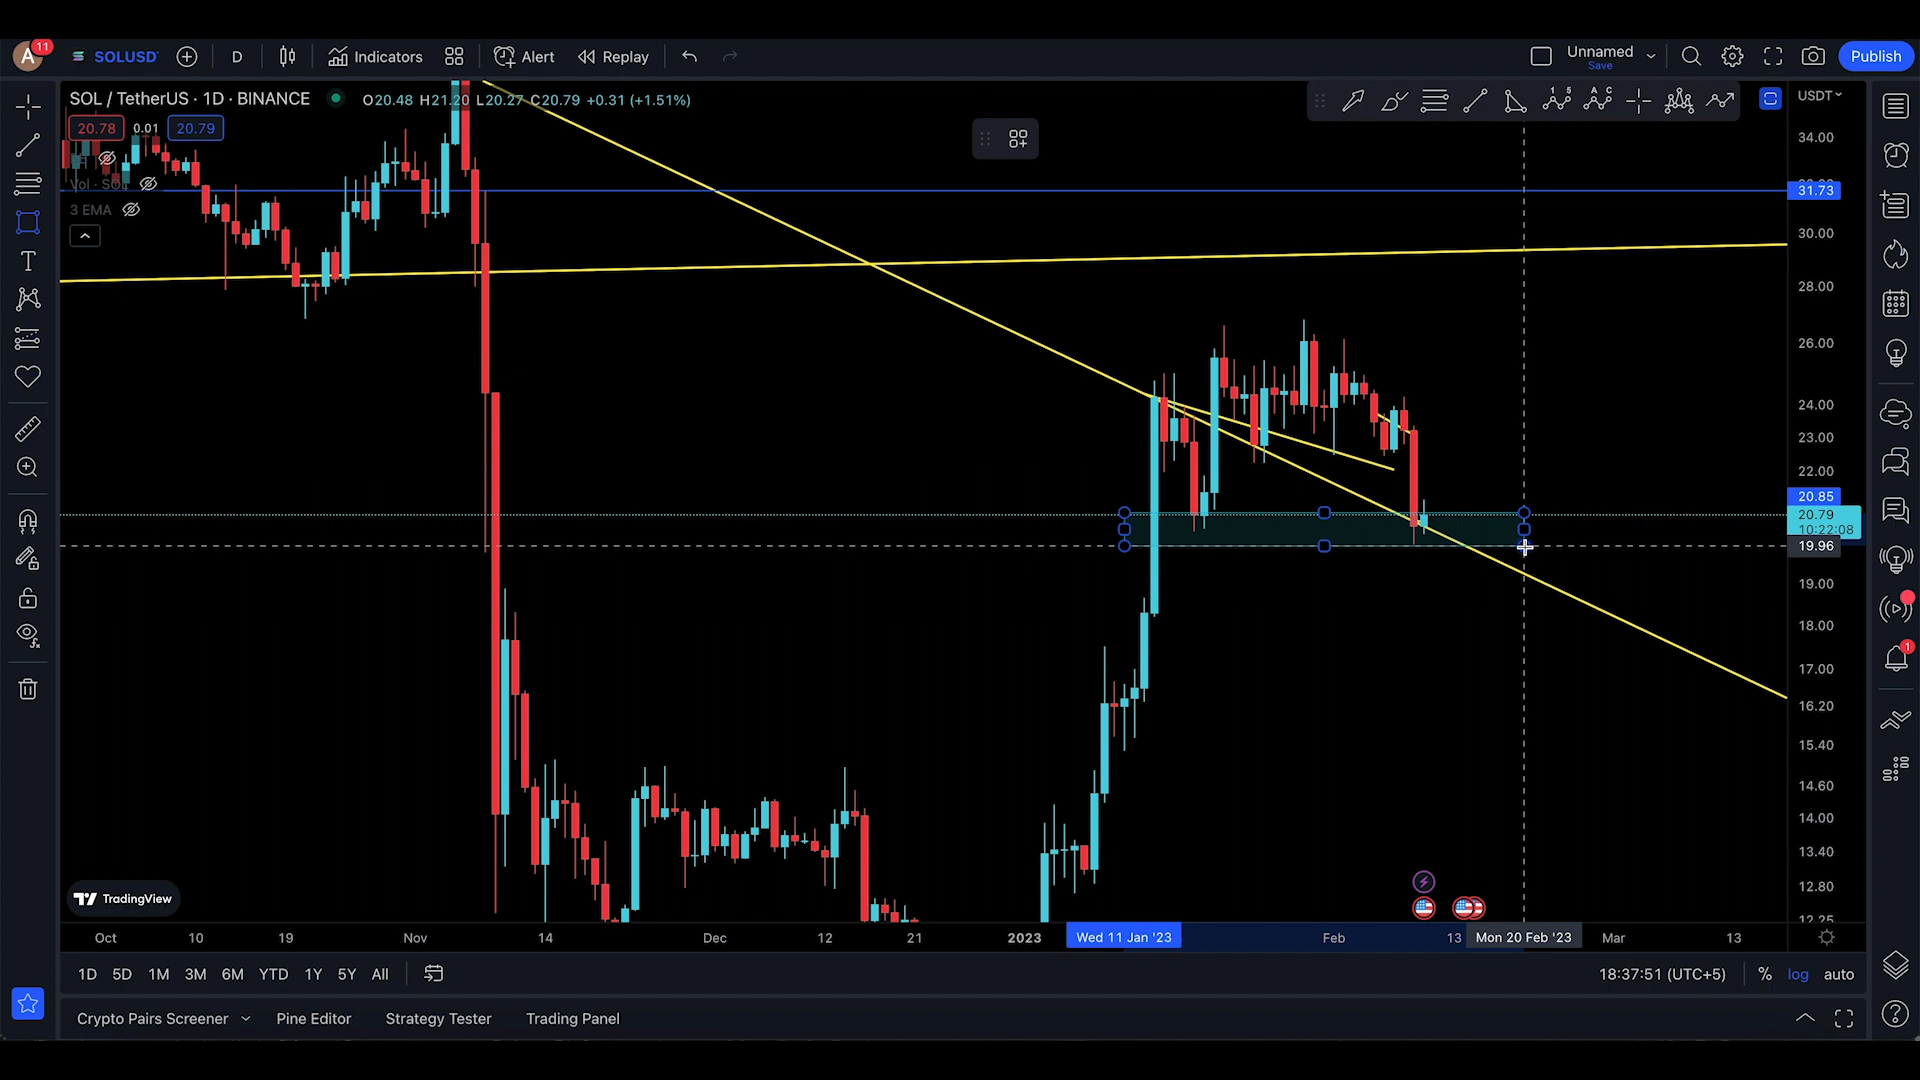 A
11
SOLUSD
D
Indicators
Alert
Replay
Unnamed
Save
Publish
SOL / TetherUS · 1D · BINANCE
O20.48 H21.20 L20.27 C20.79 +0.31 (+1.51%)
20.78
0.01
20.79
Vol · SOL
3 EMA
USDT
34.00
31.73
30.00
28.00
26.00
24.00
23.00
22.00
20.85
20.79
10:22:08
19.96
19.00
18.00
17.00
16.20
15.40
14.60
14.00
13.40
12.80
12.25
1
TradingView
Oct
10
19
Nov
14
Dec
12
21
2023
Wed 11 Jan '23
Feb
13
Mon 20 Feb '23
Mar
13
1D
5D
1M
3M
6M
YTD
1Y
5Y
All
18:37:51 (UTC+5)
%
log
auto
Crypto Pairs Screener
Pine Editor
Strategy Tester
Trading Panel